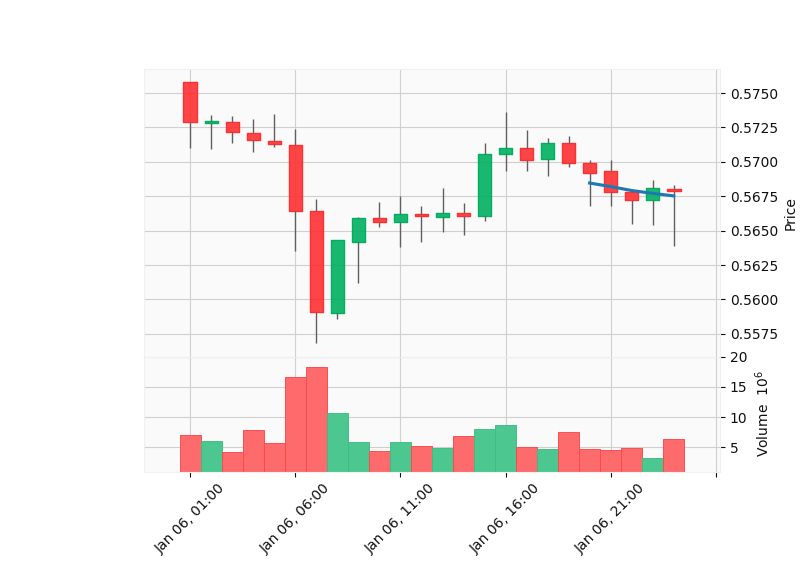 0.5750
0.5725
0.5700
0.5675
0.5650
0.5625
0.5600
0.5575
Price
20
15
10
5
Volume 10^6
Jan 06, 01:00
Jan 06, 06:00
Jan 06, 11:00
Jan 06, 16:00
Jan 06, 21:00